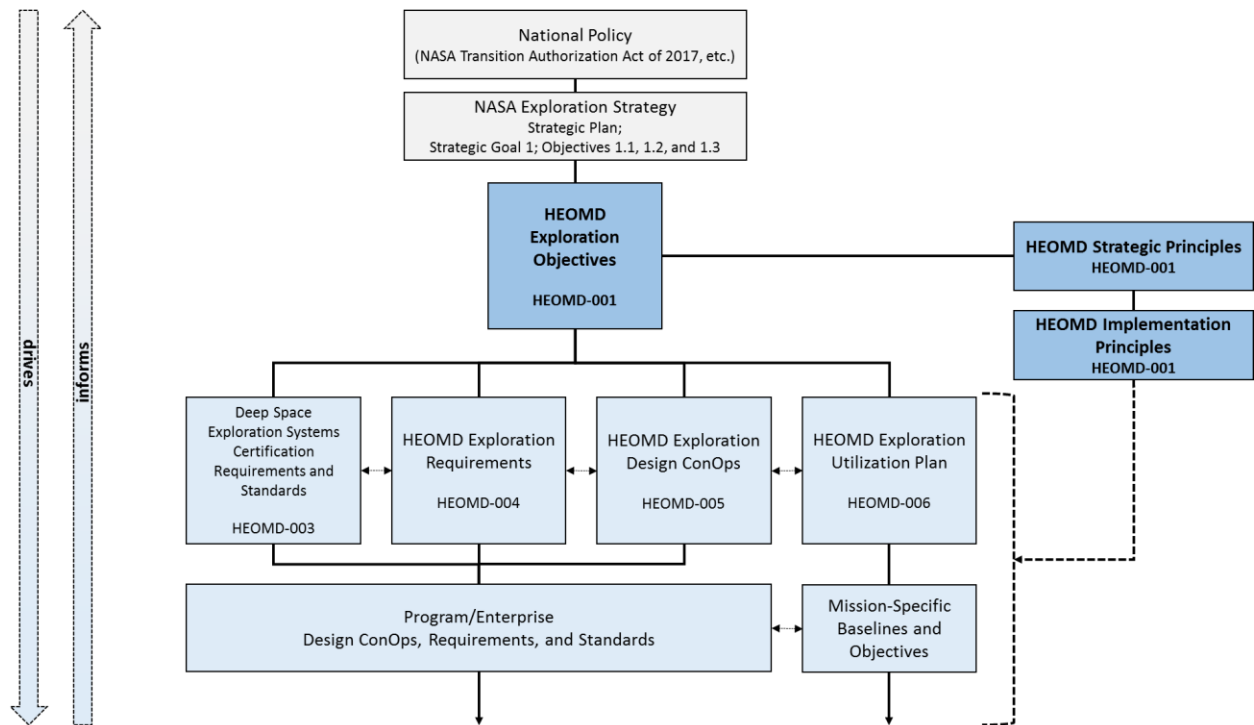 National Policy
(NASA Transition Authorization Act of 2017, etc.)
NASA Exploration Strategy
Strategic Plan;
Strategic Goal 1; Objectives 1.1, 1.2, and 1.3
HEOMD
Exploration
Objectives
HEOMD-001
HEOMD Strategic Principles
HEOMD-001
HEOMD Implementation
Principles
HEOMD-001
drives
informs
Deep Space
Exploration Systems
Certification
Requirements and
Standards
HEOMD-003
HEOMD Exploration
Requirements
HEOMD-004
HEOMD Exploration
Design ConOps
HEOMD-005
HEOMD Exploration
Utilization Plan
HEOMD-006
Program/Enterprise
Design ConOps, Requirements, and Standards
Mission-Specific
Baselines and
Objectives